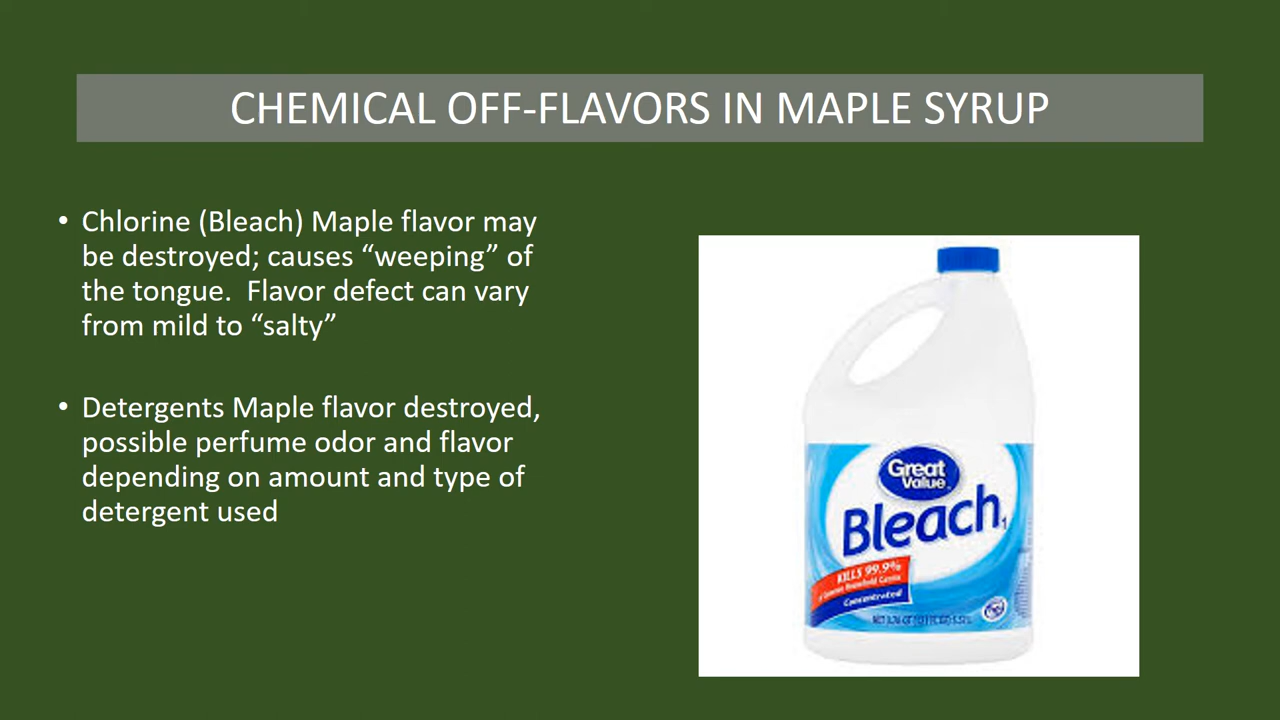 CHEMICAL OFF-FLAVORS IN MAPLE SYRUP
• Chlorine (Bleach) Maple flavor may
be destroyed; causes “weeping” of
the tongue.  Flavor defect can vary
from mild to “salty”
• Detergents Maple flavor destroyed,
possible perfume odor and flavor
depending on amount and type of
detergent used
Great
Value
Bleach
KILLS 99.9%
Concentrated